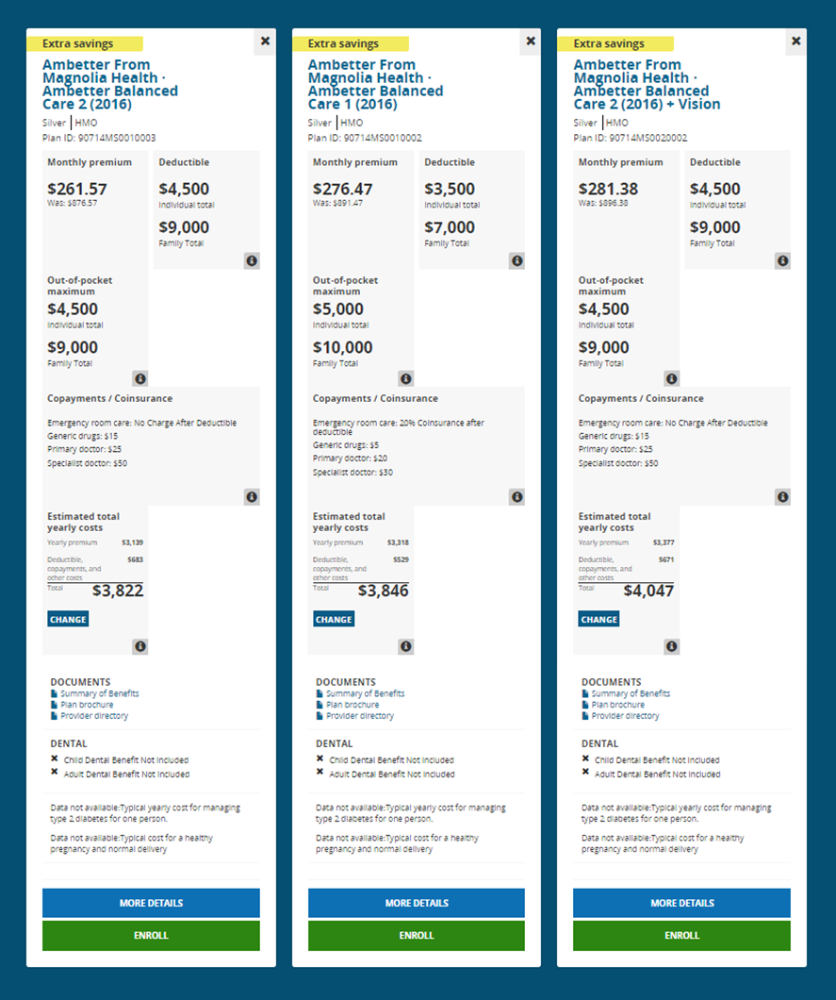 Extra savings
Ambetter From
Magnolia Health ·
Ambetter Balanced
Care 2 (2016)
Silver | HMO
Plan ID: 90714MS0010003
Monthly premium
$261.57
Was: $876.57
Deductible
$4,500
Individual total
$9,000
Family Total
Out-of-pocket
maximum
$4,500
Individual total
$9,000
Family Total
Copayments / Coinsurance
Emergency room care: No Charge After Deductible
Generic drugs: $15
Primary doctor: $25
Specialist doctor: $50
Estimated total
yearly costs
Yearly premium $3,139
Deductible, $683
copayments, and
other costs
Total $3,822
CHANGE
DOCUMENTS
Summary of Benefits
Plan brochure
Provider directory
DENTAL
Child Dental Benefit Not Included
Adult Dental Benefit Not Included
Data not available:Typical yearly cost for managing
type 2 diabetes for one person.
Data not available:Typical cost for a healthy
pregnancy and normal delivery
MORE DETAILS
ENROLL
Extra savings
Ambetter From
Magnolia Health ·
Ambetter Balanced
Care 1 (2016)
Silver | HMO
Plan ID: 90714MS0010002
Monthly premium
$276.47
Was: $891.47
Deductible
$3,500
Individual total
$7,000
Family Total
Out-of-pocket
maximum
$5,000
Individual total
$10,000
Family Total
Copayments / Coinsurance
Emergency room care: 20% Coinsurance after
deductible
Generic drugs: $5
Primary doctor: $20
Specialist doctor: $30
Estimated total
yearly costs
Yearly premium $3,318
Deductible, $529
copayments, and
other costs
Total $3,846
CHANGE
DOCUMENTS
Summary of Benefits
Plan brochure
Provider directory
DENTAL
Child Dental Benefit Not Included
Adult Dental Benefit Not Included
Data not available:Typical yearly cost for managing
type 2 diabetes for one person.
Data not available:Typical cost for a healthy
pregnancy and normal delivery
MORE DETAILS
ENROLL
Extra savings
Ambetter From
Magnolia Health ·
Ambetter Balanced
Care 2 (2016) + Vision
Silver | HMO
Plan ID: 90714MS0020002
Monthly premium
$281.38
Was: $896.38
Deductible
$4,500
Individual total
$9,000
Family Total
Out-of-pocket
maximum
$4,500
Individual total
$9,000
Family Total
Copayments / Coinsurance
Emergency room care: No Charge After Deductible
Generic drugs: $15
Primary doctor: $25
Specialist doctor: $50
Estimated total
yearly costs
Yearly premium $3,377
Deductible, $671
copayments, and
other costs
Total $4,047
CHANGE
DOCUMENTS
Summary of Benefits
Plan brochure
Provider directory
DENTAL
Child Dental Benefit Not Included
Adult Dental Benefit Not Included
Data not available:Typical yearly cost for managing
type 2 diabetes for one person.
Data not available:Typical cost for a healthy
pregnancy and normal delivery
MORE DETAILS
ENROLL